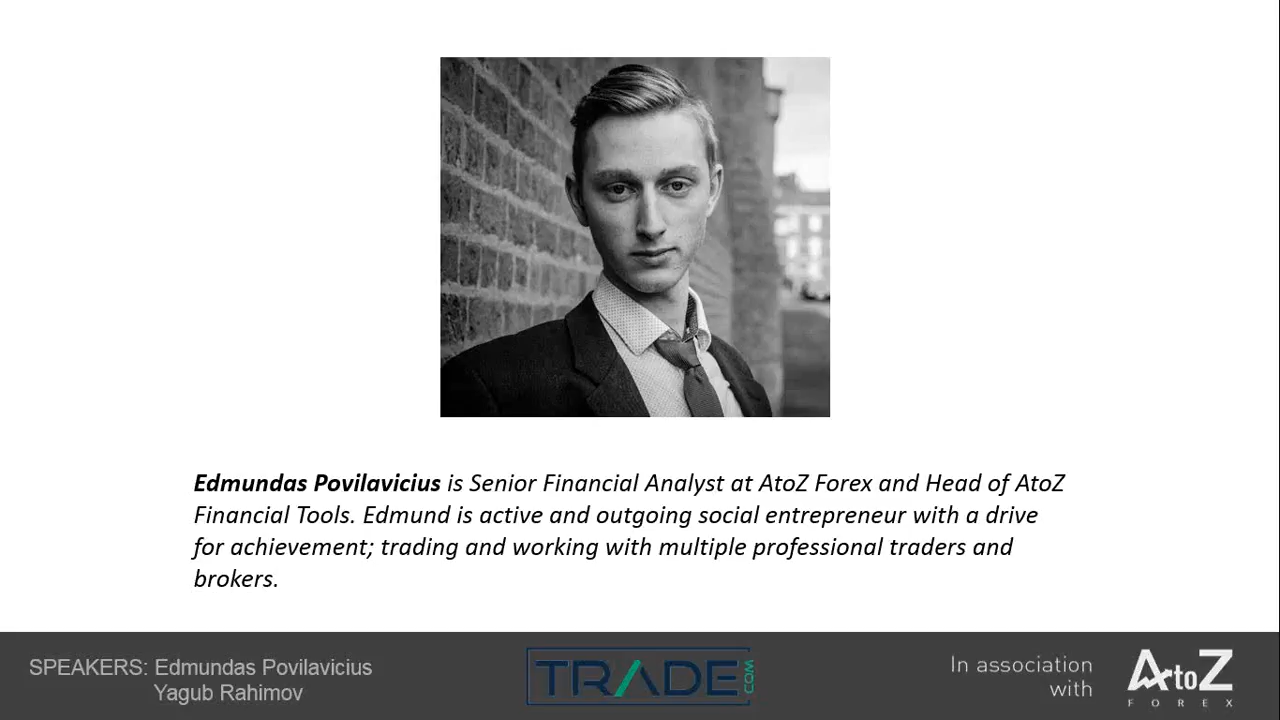 Edmundas Povilavicius is Senior Financial Analyst at AtoZ Forex and Head of AtoZ
Financial Tools. Edmund is active and outgoing social entrepreneur with a drive
for achievement; trading and working with multiple professional traders and
brokers.
SPEAKERS: Edmundas Povilavicius
Yagub Rahimov
TRADE.COM
In association
with
AtoZ
FOREX